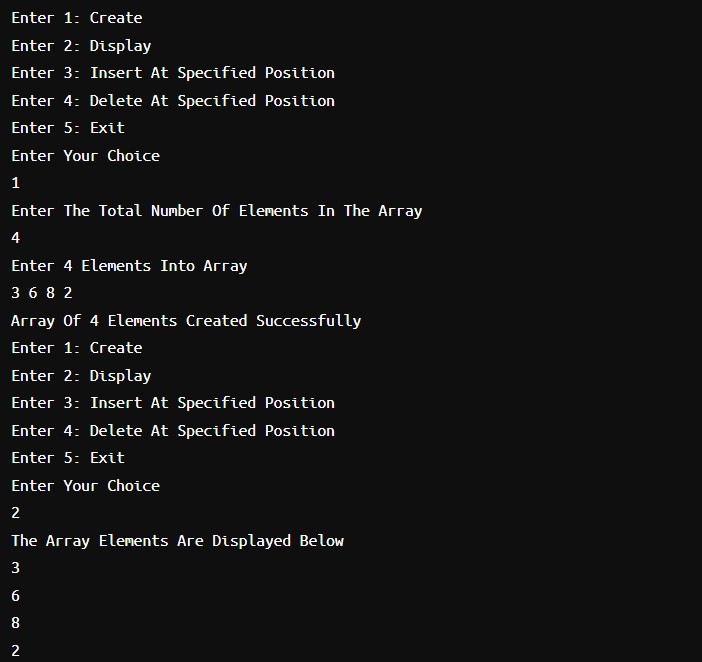 Enter 1: Create
Enter 2: Display
Enter 3: Insert At Specified Position
Enter 4: Delete At Specified Position
Enter 5: Exit
Enter Your Choice
1
Enter The Total Number Of Elements In The Array
4
Enter 4 Elements Into Array
3 6 8 2
Array Of 4 Elements Created Successfully
Enter 1: Create
Enter 2: Display
Enter 3: Insert At Specified Position
Enter 4: Delete At Specified Position
Enter 5: Exit
Enter Your Choice
2
The Array Elements Are Displayed Below
3
6
8
2